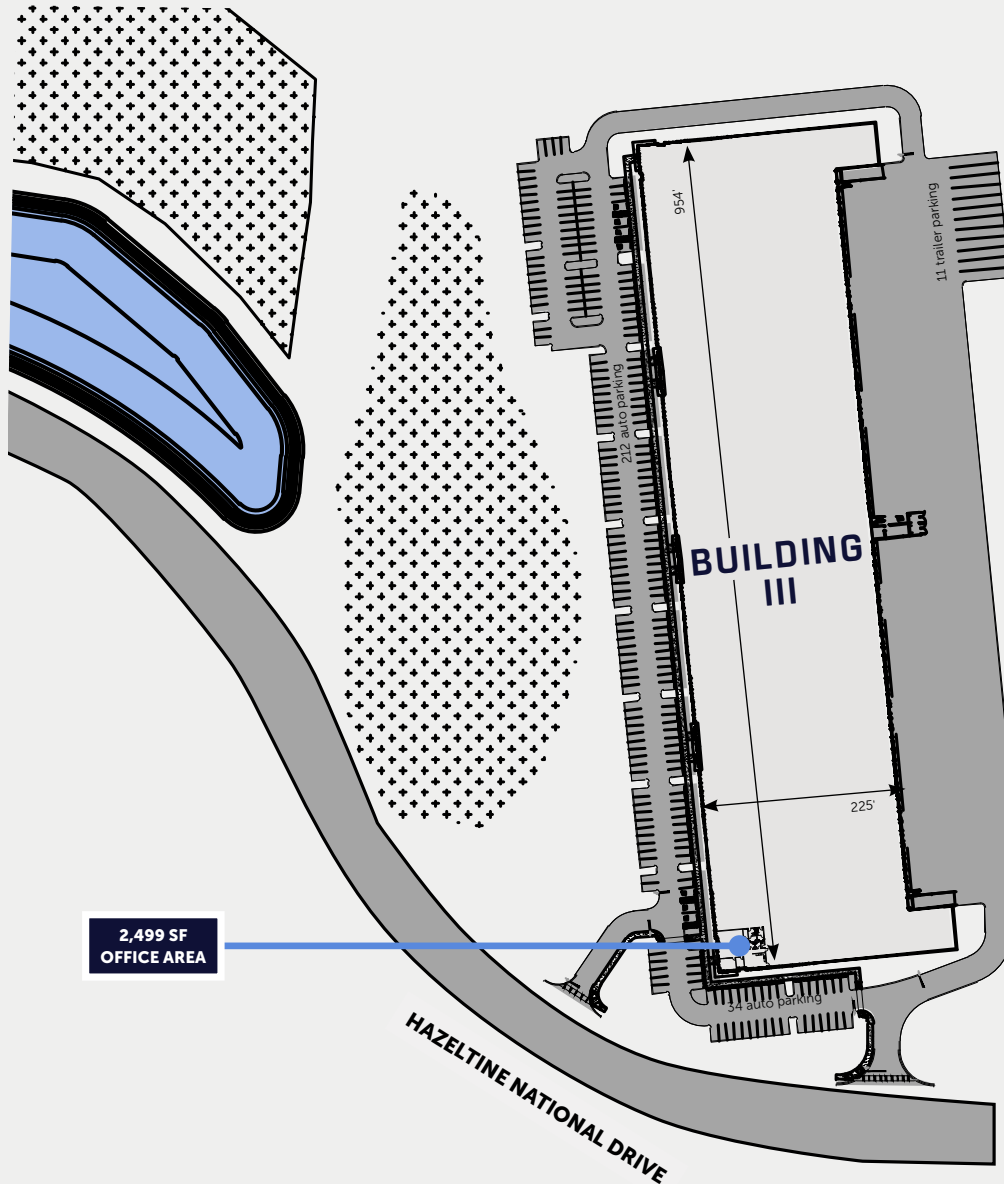 954'
11 trailer parking
212 auto parking
BUILDING
III
225'
2,499 SF
OFFICE AREA
34 auto parking
HAZELTINE NATIONAL DRIVE